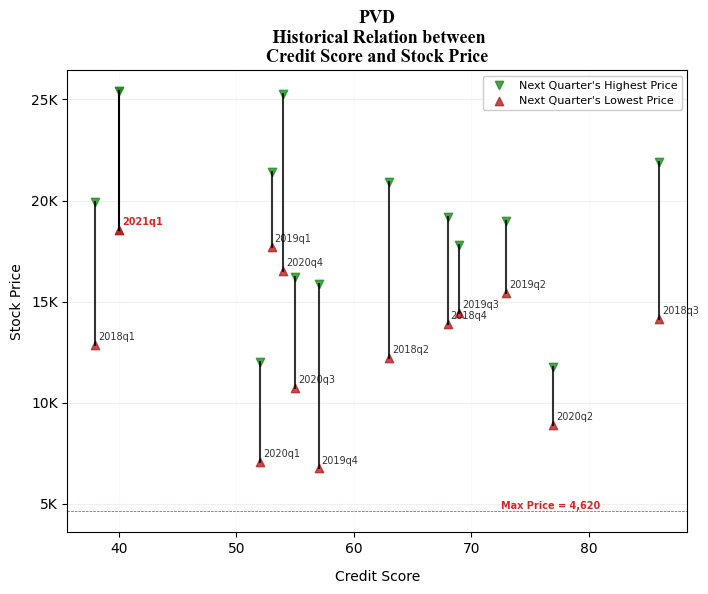 PVD
Historical Relation between
Credit Score and Stock Price
Next Quarter's Highest Price
Next Quarter's Lowest Price
Stock Price
25K
20K
15K
10K
5K
2021q1
2019q1
2020q4
2018q1
2018q2
2018q4
2019q3
2019q2
2018q3
2020q3
2020q2
2020q1
2019q4
Max Price = 4,620
40
50
60
70
80
Credit Score